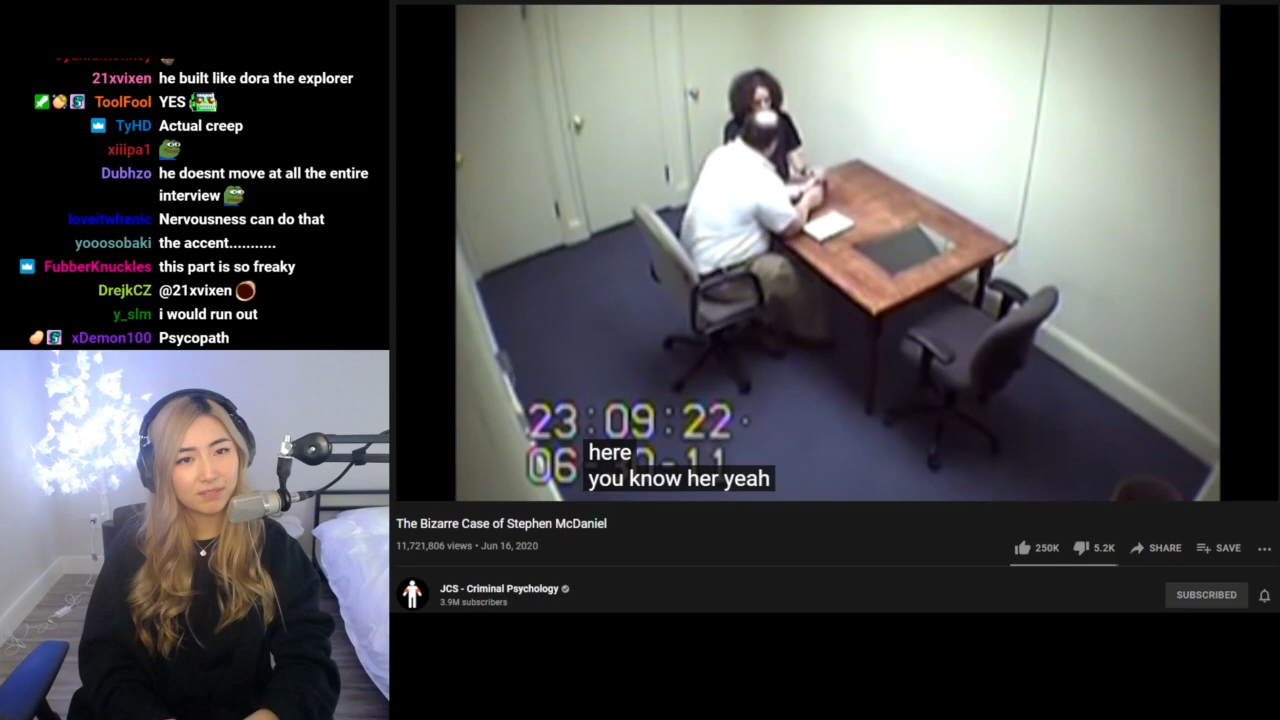 21xvixen he built like dora the explorer
ToolFool YES
TyHD Actual creep
xiiipa1
Dubhzo he doesnt move at all the entire
interview
loveitwhenic Nervousness can do that
yooosobaki the accent...........
FubberKnuckles this part is so freaky
DrejkCZ @21xvixen
y_slm i would run out
xDemon100 Psycopath
23:09:22
here
you know her yeah
The Bizarre Case of Stephen McDaniel
11,721,806 views • Jun 16, 2020
250K 5.2K SHARE SAVE
JCS - Criminal Psychology
3.9M subscribers
SUBSCRIBED